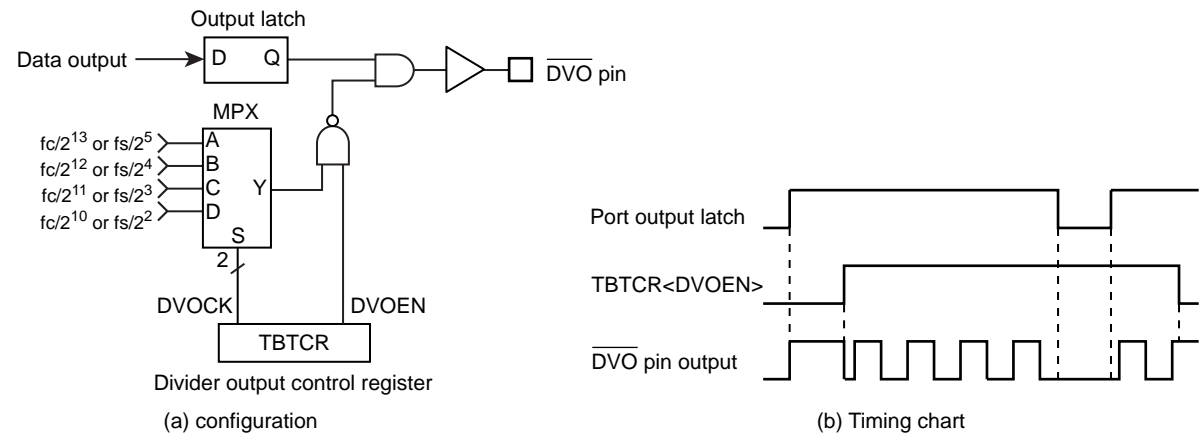 Output latch
Data output
D Q
DVO pin
MPX
fc/2^13 or fs/2^5
A
fc/2^12 or fs/2^4
B
fc/2^11 or fs/2^3
C
Y
fc/2^10 or fs/2^2
D
S
2
DVOCK
DVOEN
TBTCR
Divider output control register
(a) configuration
Port output latch
TBTCR<DVOEN>
DVO pin output
(b) Timing chart